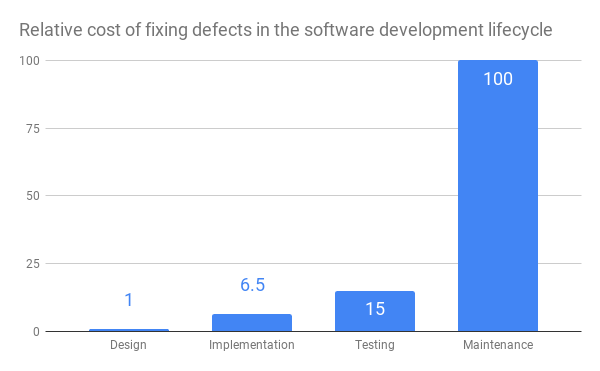 Relative cost of fixing defects in the software development lifecycle
100
75
50
25
0
1
6.5
15
100
Design
Implementation
Testing
Maintenance